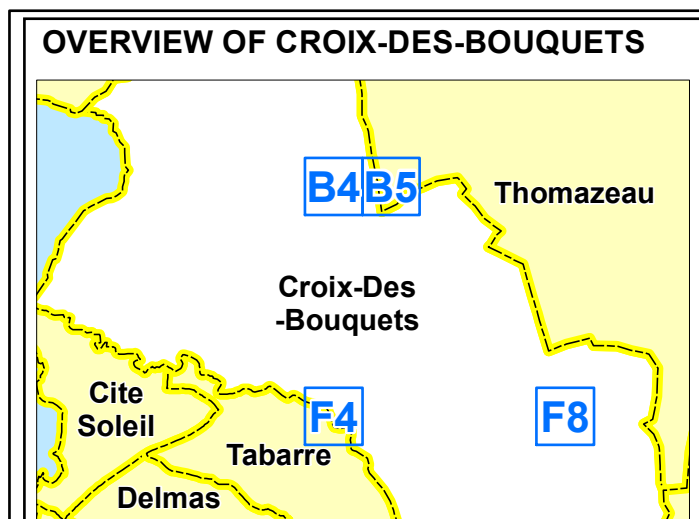 OVERVIEW OF CROIX-DES-BOUQUETS
B4 B5
Thomazeau
Croix-Des
-Bouquets
Cite
Soleil
F4
F8
Tabarre
Delmas